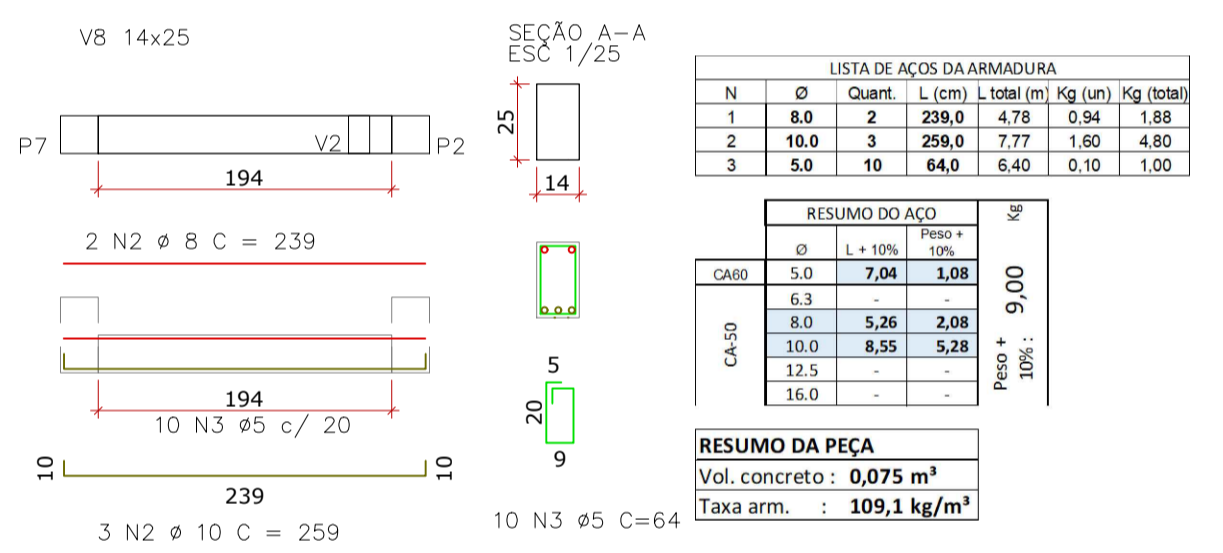 V8 14x25
P7
V2
P2
194
2 N2 ø 8 C = 239
194
10 N3 ø5 c/ 20
10
10
239
3 N2 ø 10 C = 259
SEÇÃO A-A
ESC 1/25
25
14
5
20
9
10 N3 ø5 C=64
LISTA DE AÇOS DA ARMADURA
N Ø Quant. L (cm) L total (m) Kg (un) Kg (total)
1 8.0 2 239,0 4,78 0,94 1,88
2 10.0 3 259,0 7,77 1,60 4,80
3 5.0 10 64,0 6,40 0,10 1,00
RESUMO DO AÇO
Ø L + 10% Peso + 10%
CA60 5.0 7,04 1,08
CA-50
6.3 - -
8.0 5,26 2,08
10.0 8,55 5,28
12.5 - -
16.0 - -
Peso + 10% : 9,00 Kg
RESUMO DA PEÇA
Vol. concreto : 0,075 m³
Taxa arm. : 109,1 kg/m³